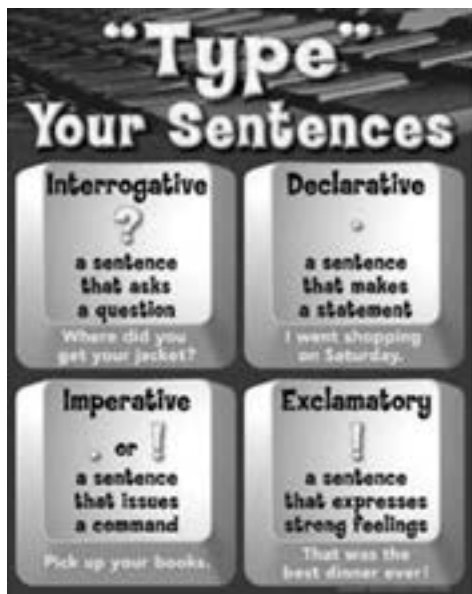 "Type"
Your Sentences
Interrogative
?
a sentence
that asks
a question
Where did you
get your jacket?
Declarative
.
a sentence
that makes
a statement
I went shopping
on Saturday.
Imperative
. or !
a sentence
that issues
a command
Pick up your books.
Exclamatory
!
a sentence
that expresses
strong feelings
That was the
best dinner ever!